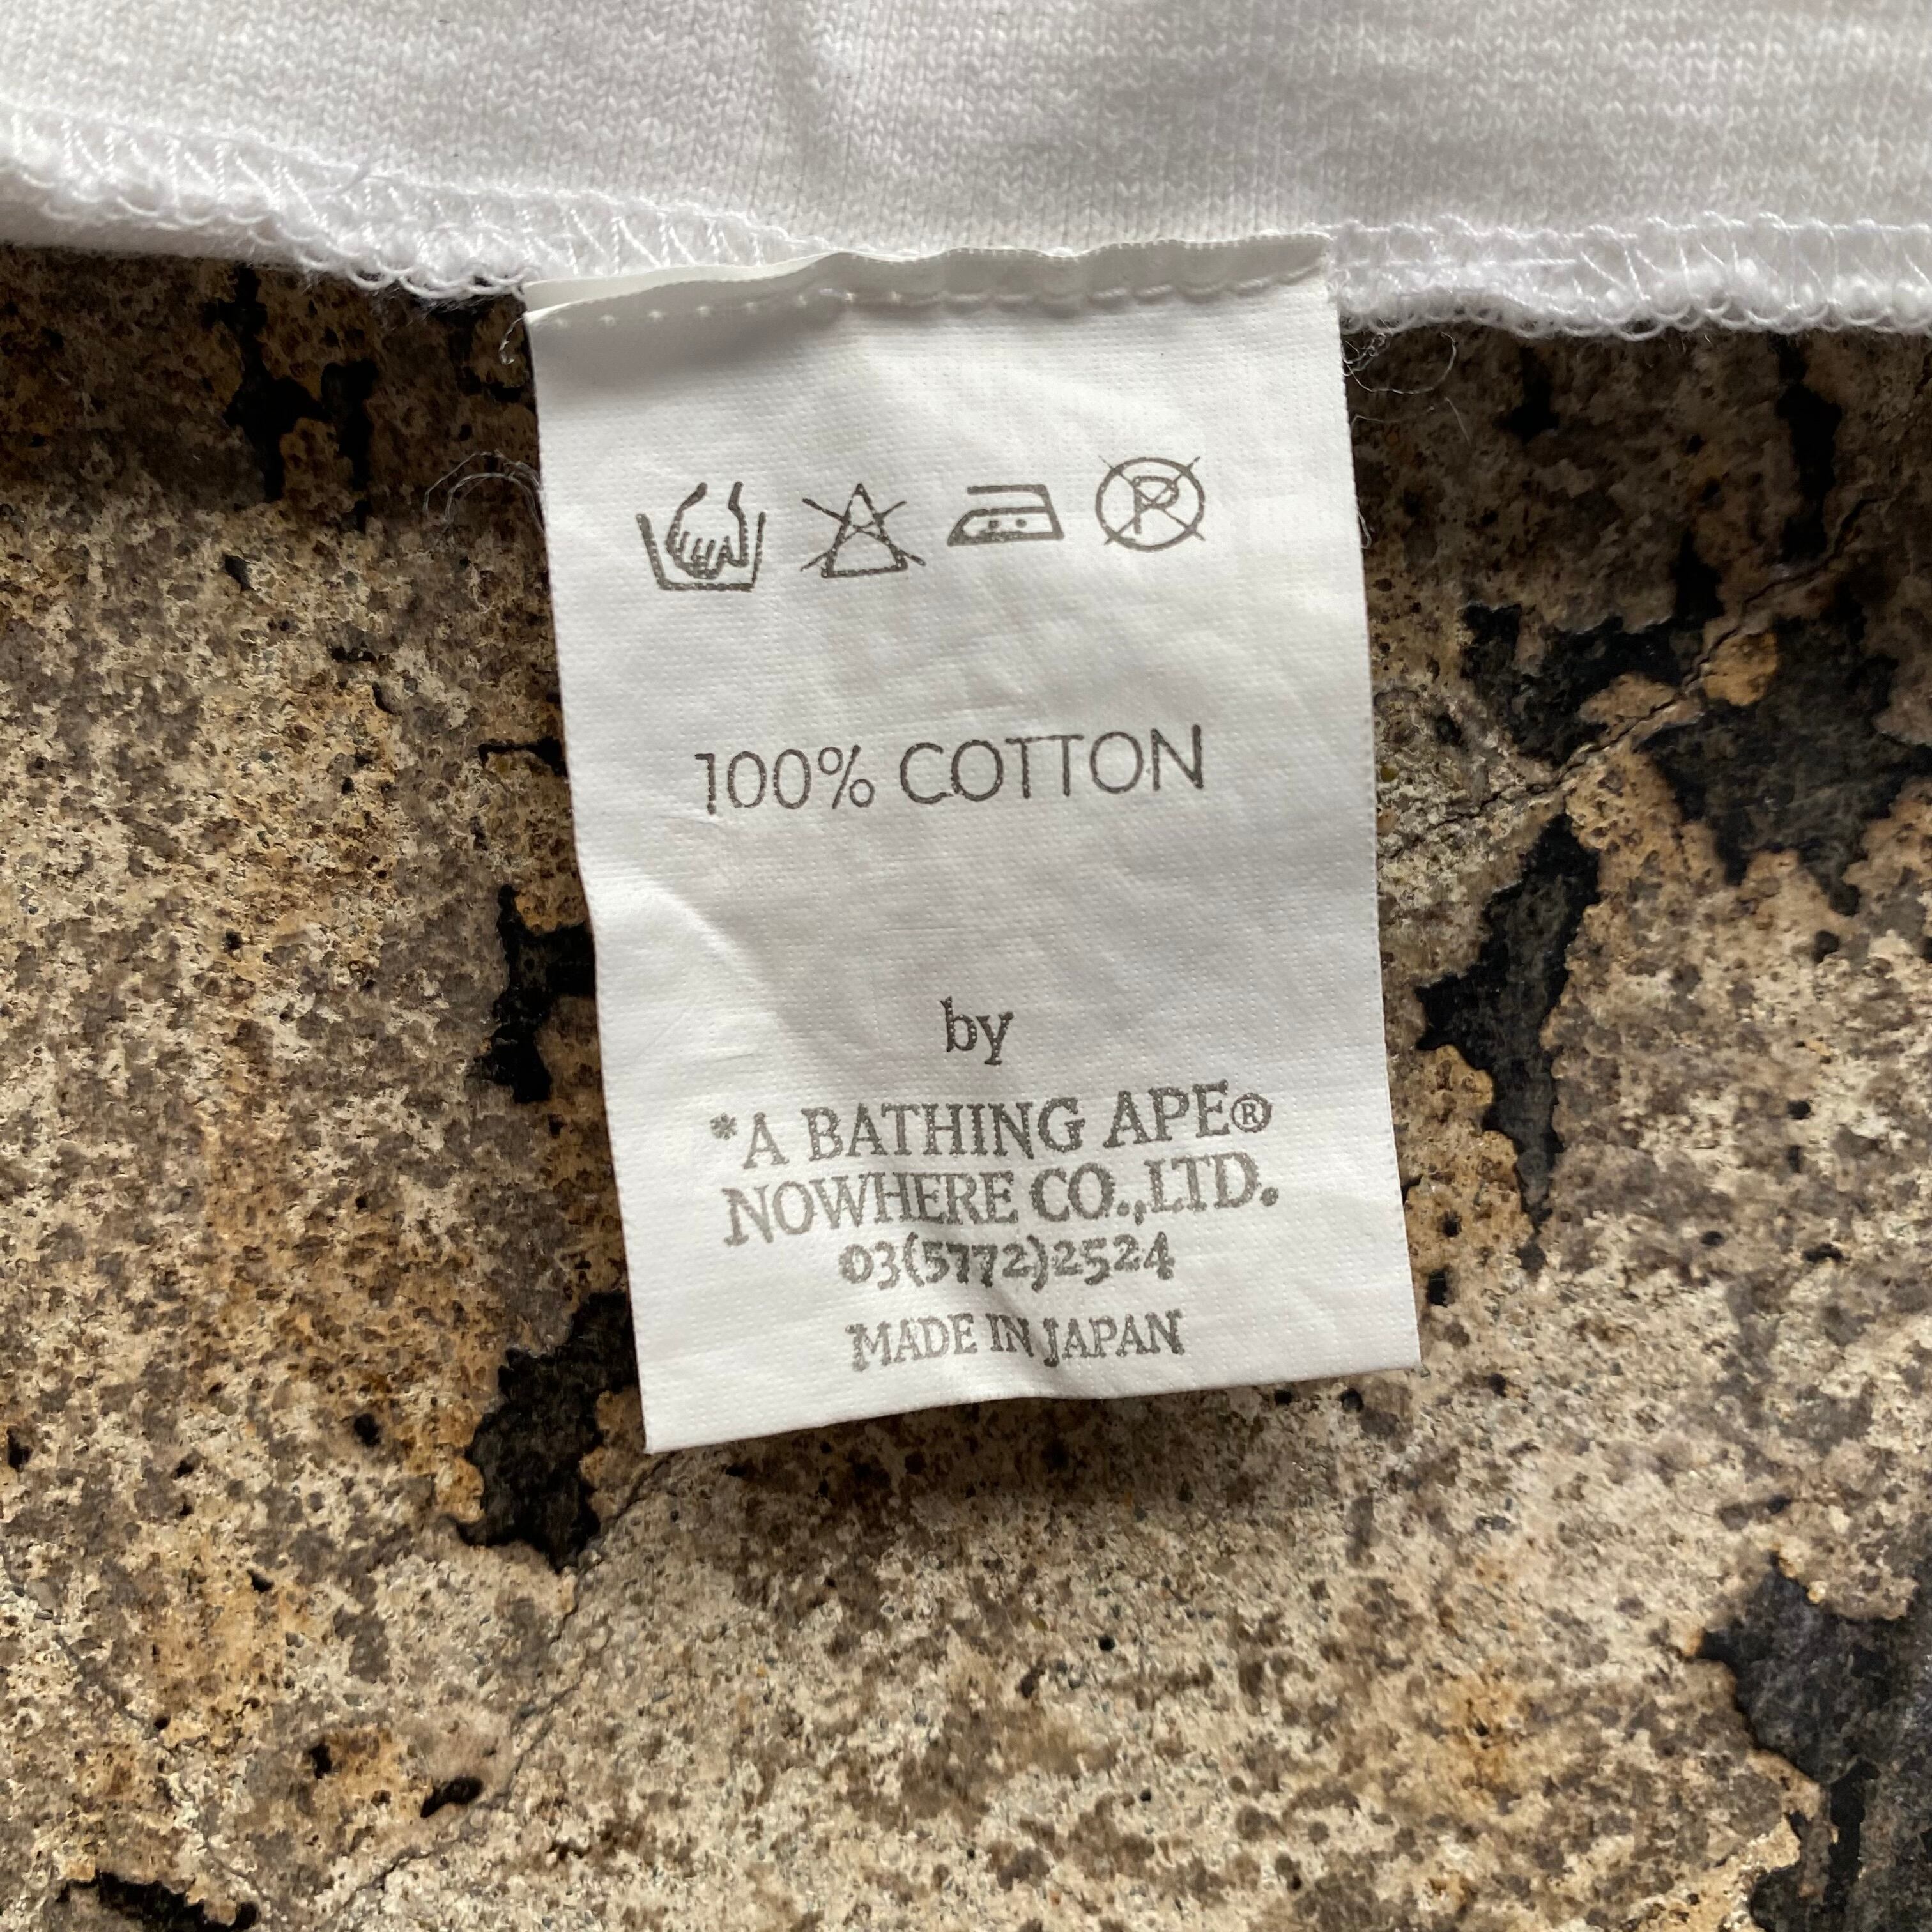 100% COTTON
by
*A BATHING APE®
NOWHERE CO.,LTD.
03(5772)2524
MADE IN JAPAN